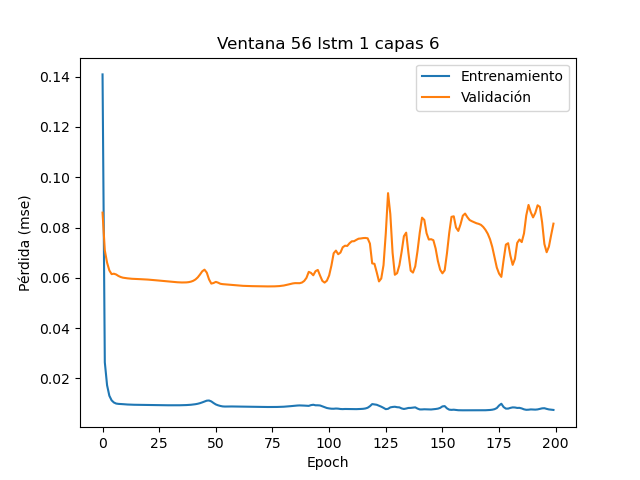 Ventana 56 lstm 1 capas 6
Entrenamiento
Validación
Pérdida (mse)
0.14
0.12
0.10
0.08
0.06
0.04
0.02
0 25 50 75 100 125 150 175 200
Epoch